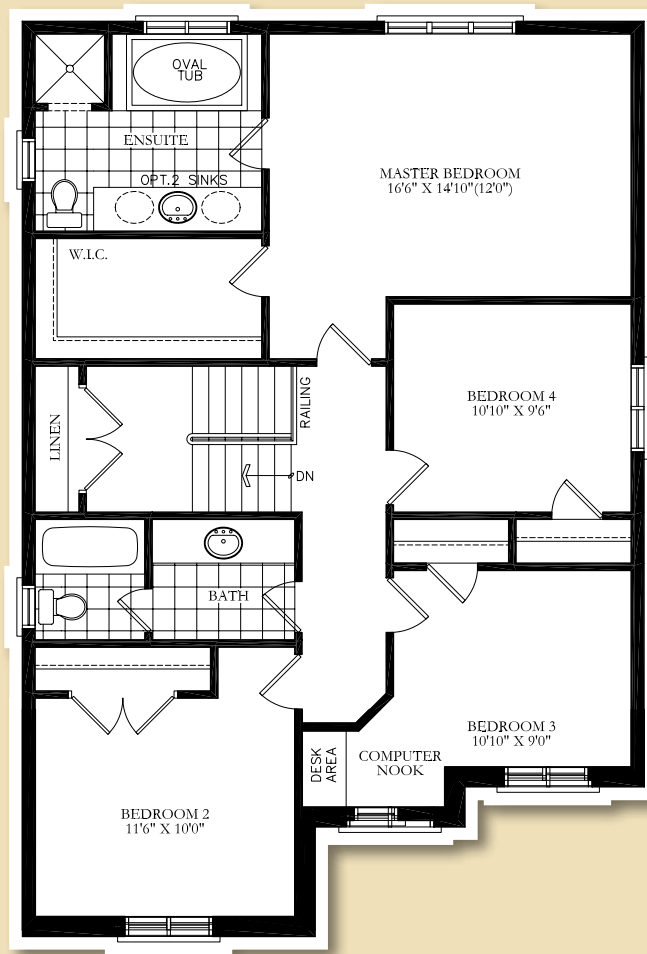 OVAL
TUB
ENSUITE
OPT.2 SINKS
MASTER BEDROOM
16'6" X 14'10"(12'0")
W.I.C.
BEDROOM 4
10'10" X 9'6"
LINEN
RAILING
DN
BATH
BEDROOM 3
10'10" X 9'0"
DESK
AREA
COMPUTER
NOOK
BEDROOM 2
11'6" X 10'0"